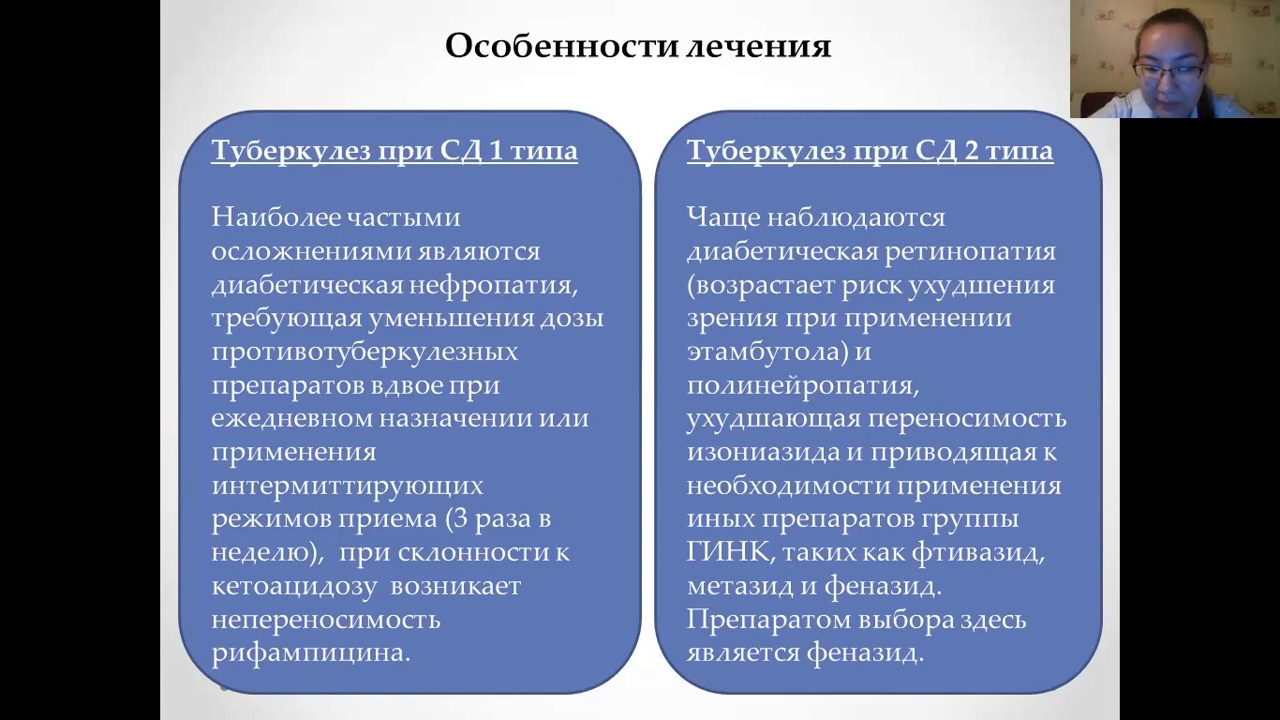 Особенности лечения
Туберкулез при СД 1 типа
Наиболее частыми
осложнениями являются
диабетическая нефропатия,
требующая уменьшения дозы
противотуберкулезных
препаратов вдвое при
ежедневном назначении или
применения
интермиттирующих
режимов приема (3 раза в
неделю), при склонности к
кетоацидозу возникает
непереносимость
рифампицина.
Туберкулез при СД 2 типа
Чаще наблюдаются
диабетическая ретинопатия
(возрастает риск ухудшения
зрения при применении
этамбутола) и
полинейропатия,
ухудшающая переносимость
изониазида и приводящая к
необходимости применения
иных препаратов группы
ГИНК, таких как фтивазид,
метазид и феназид.
Препаратом выбора здесь
является феназид.